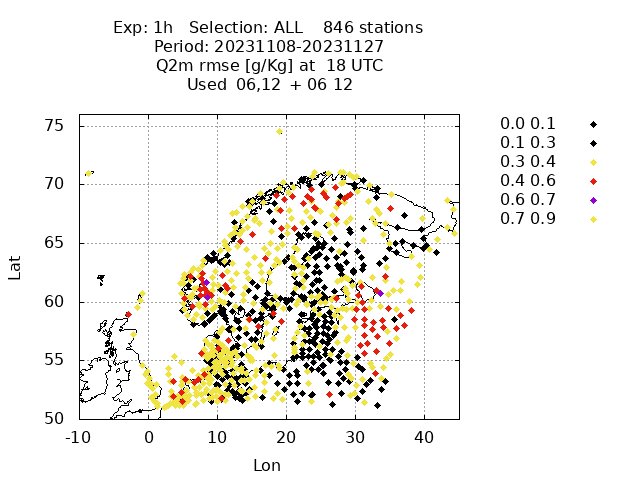 Exp: 1h   Selection: ALL    846 stations
Period: 20231108-20231127
Q2m rmse [g/Kg] at  18 UTC
Used  06,12  + 06 12
0.0 0.1
0.1 0.3
0.3 0.4
0.4 0.6
0.6 0.7
0.7 0.9
75
70
65
60
55
50
Lat
-10 0 10 20 30 40
Lon